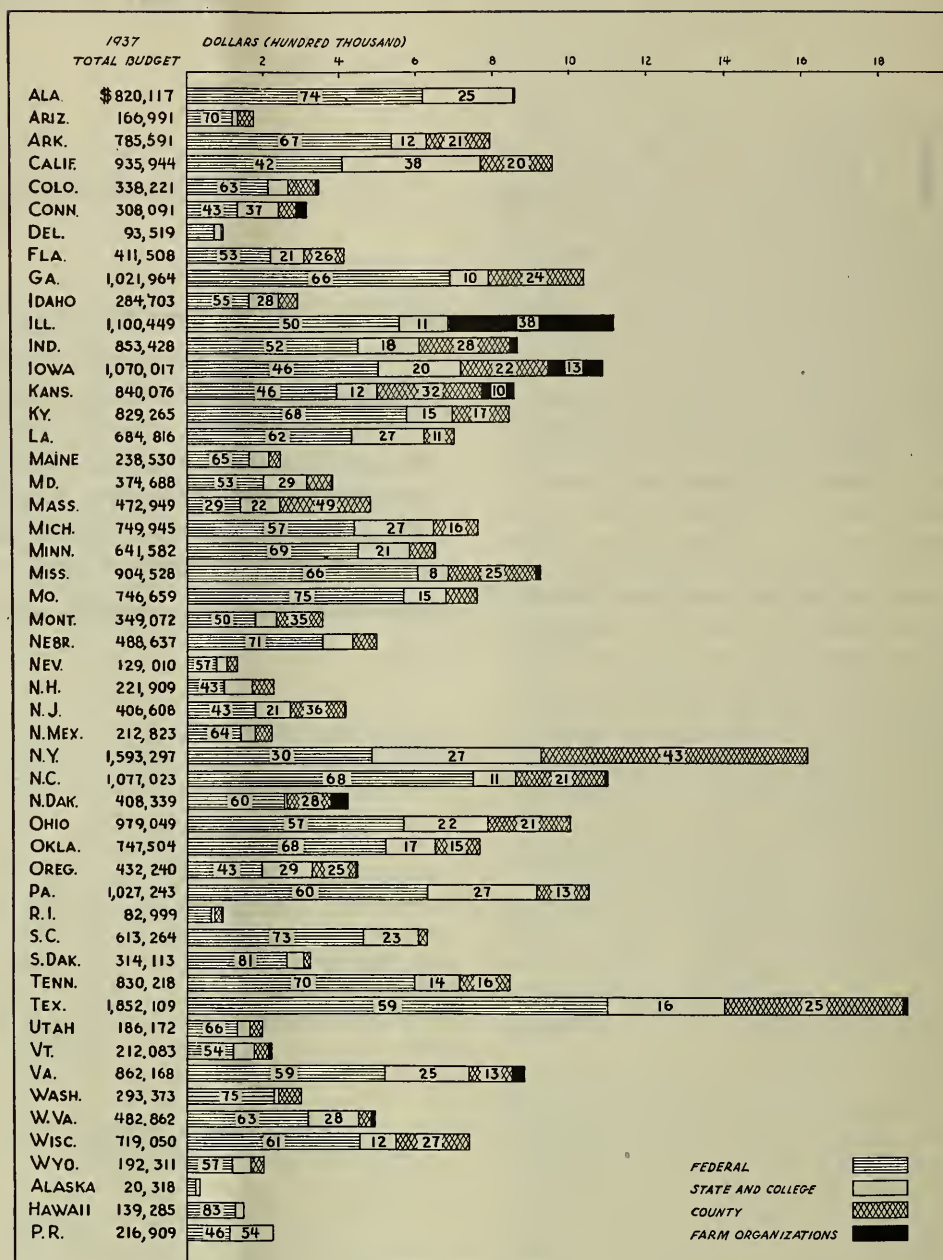 1937 DOLLARS (HUNDRED THOUSAND)
TOTAL BUDGET 2 4 6 8 10 12 14 16 18
ALA. $820,117 74 25
ARIZ. 166,991 70
ARK. 785,591 67 12 21
CALIF. 935,944 42 38 20
COLO. 338,221 63
CONN. 308,091 43 37
DEL. 93,519
FLA. 411,508 53 21 26
GA. 1,021,964 66 10 24
IDAHO 284,703 55 28
ILL. 1,100,449 50 11 38
IND. 853,428 52 18 28
IOWA 1,070,017 46 20 22 13
KANS. 840,076 46 12 32 10
KY. 829,265 68 15 17
LA. 684,816 62 27 11
MAINE 238,530 65
MD. 374,688 53 29
MASS. 472,949 29 22 49
MICH. 749,945 57 27 16
MINN. 641,582 69 21
MISS. 904,528 66 8 25
MO. 746,659 75 15
MONT. 349,072 50 35
NEBR. 488,637 71
NEV. 129,010 57
N.H. 221,909 43
N.J. 406,608 43 21 36
N.MEX. 212,823 64
N.Y. 1,593,297 30 27 43
N.C. 1,077,023 68 11 21
N.DAK. 408,339 60 28
OHIO 979,049 57 22 21
OKLA. 747,504 68 17 15
OREG. 432,240 43 29 25
PA. 1,027,243 60 27 13
R.I. 82,999
S.C. 613,264 73 23
S.DAK. 314,113 81
TENN. 830,218 70 14 16
TEX. 1,852,109 59 16 25
UTAH 186,172 66
VT. 212,083 54
VA. 862,168 59 25 13
WASH. 293,373 75
W.VA. 482,862 63 28
WISC. 719,050 61 12 27
WYO. 192,311 57
ALASKA 20,318
HAWAII 139,285 83
P.R. 216,909 46 54
FEDERAL
STATE AND COLLEGE
COUNTY
FARM ORGANIZATIONS